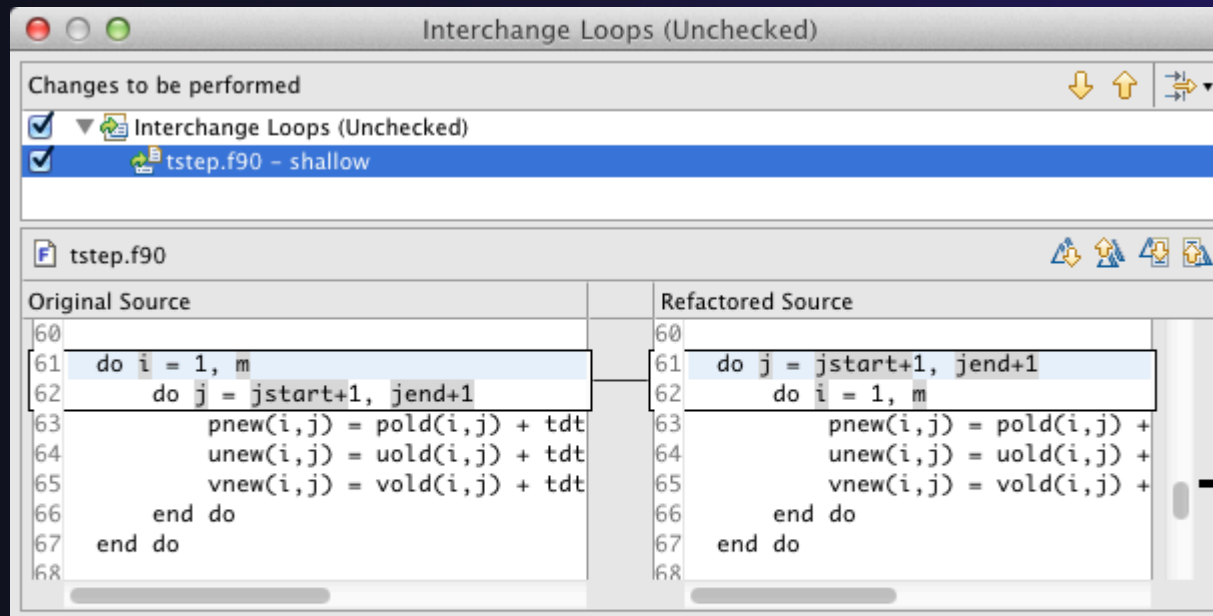 Interchange Loops (Unchecked)
Changes to be performed
Interchange Loops (Unchecked)
tstep.f90 – shallow
F tstep.f90
Original Source
60
61 do i = 1, m
62 do j = jstart+1, jend+1
63 pnew(i,j) = pold(i,j) + tdt
64 unew(i,j) = uold(i,j) + tdt
65 vnew(i,j) = vold(i,j) + tdt
66 end do
67 end do
68
Refactored Source
60
61 do j = jstart+1, jend+1
62 do i = 1, m
63 pnew(i,j) = pold(i,j) +
64 unew(i,j) = uold(i,j) +
65 vnew(i,j) = vold(i,j) +
66 end do
67 end do
68